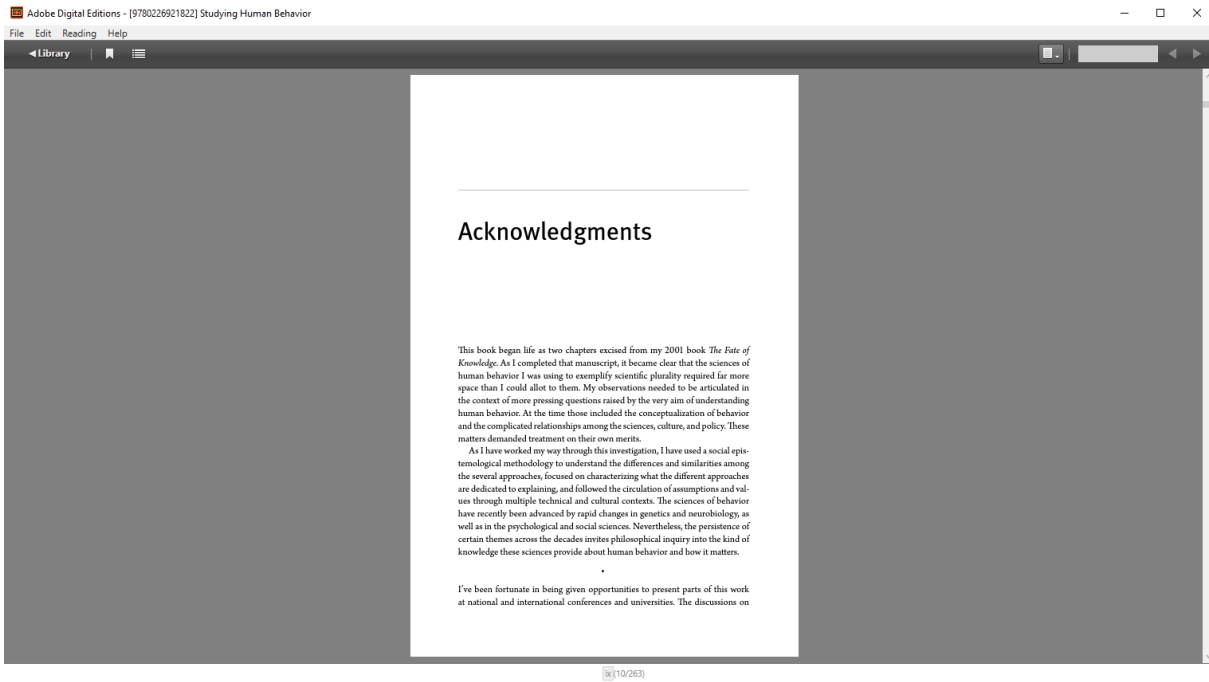 Adobe Digital Editions - [9780226921822] Studying Human Behavior
File Edit Reading Help
Library
Acknowledgments
This book began life as two chapters excised from my 2001 book The Fate of
Knowledge. As I completed that manuscript, it became clear that the sciences of
human behavior I was using to exemplify scientific plurality required far more
space than I could allot to them. My observations needed to be articulated in
the context of more pressing questions raised by the very aim of understanding
human behavior. At the time those included the conceptualization of behavior
and the complicated relationships among the sciences, culture, and policy. These
matters demanded treatment on their own merits.
As I have worked my way through this investigation, I have used a social epis-
temological methodology to understand the differences and similarities among
the several approaches, focused on characterizing what the different approaches
are dedicated to explaining, and followed the circulation of assumptions and val-
ues through multiple technical and cultural contexts. The sciences of behavior
have recently been advanced by rapid changes in genetics and neurobiology, as
well as in the psychological and social sciences. Nevertheless, the persistence of
certain themes across the decades invites philosophical inquiry into the kind of
knowledge these sciences provide about human behavior and how it matters.
•
I've been fortunate in being given opportunities to present parts of this work
at national and international conferences and universities. The discussions on
ix (10/263)